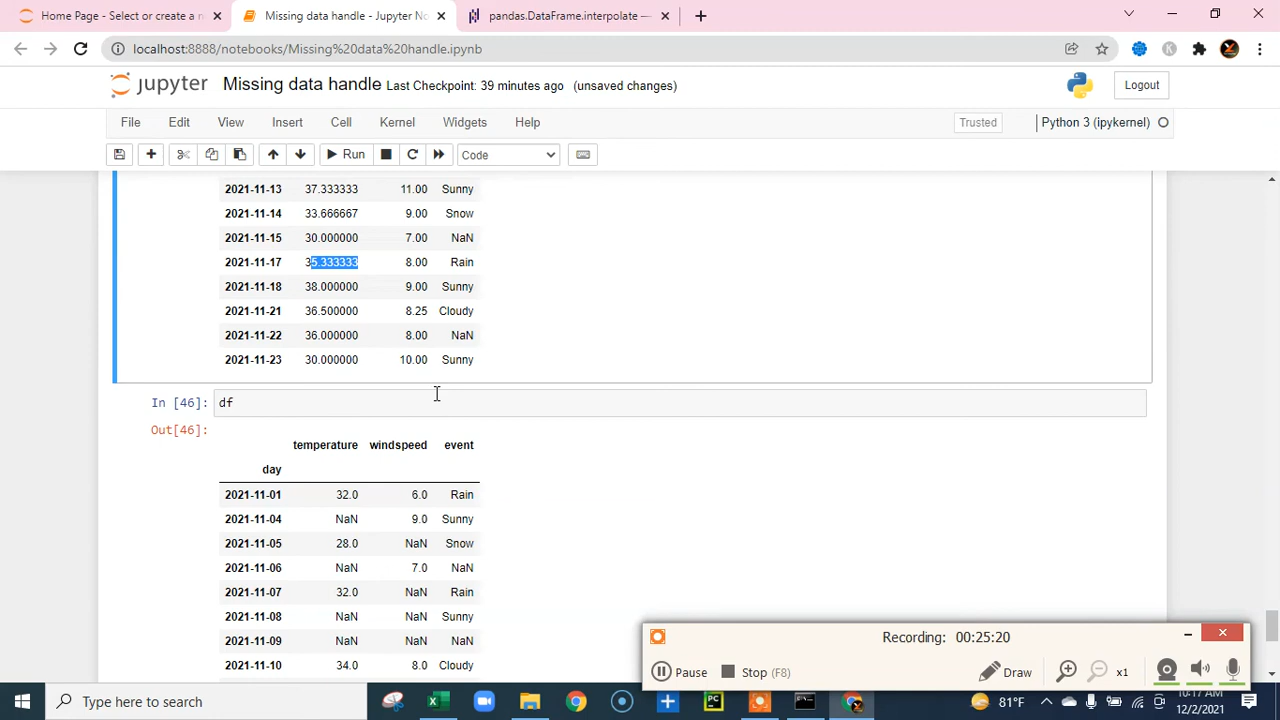 Home Page - Select or create a n
Missing data handle - Jupyter No
pandas.DataFrame.interpolate —
localhost:8888/notebooks/Missing%20data%20handle.ipynb
jupyter Missing data handle Last Checkpoint: 39 minutes ago (unsaved changes) Logout
File Edit View Insert Cell Kernel Widgets Help Trusted Python 3 (ipykernel)
Run Code
2021-11-13 37.333333 11.00 Sunny
2021-11-14 33.666667 9.00 Snow
2021-11-15 30.000000 7.00 NaN
2021-11-17 35.333333 8.00 Rain
2021-11-18 38.000000 9.00 Sunny
2021-11-21 36.500000 8.25 Cloudy
2021-11-22 36.000000 8.00 NaN
2021-11-23 30.000000 10.00 Sunny
In [46]: df
Out[46]:
temperature windspeed event
day
2021-11-01 32.0 6.0 Rain
2021-11-04 NaN 9.0 Sunny
2021-11-05 28.0 NaN Snow
2021-11-06 NaN 7.0 NaN
2021-11-07 32.0 NaN Rain
2021-11-08 NaN NaN Sunny
2021-11-09 NaN NaN NaN
2021-11-10 34.0 8.0 Cloudy
Recording: 00:25:20
Pause Stop (F8) Draw x1
Type here to search
81°F
10:17 AM
12/2/2021